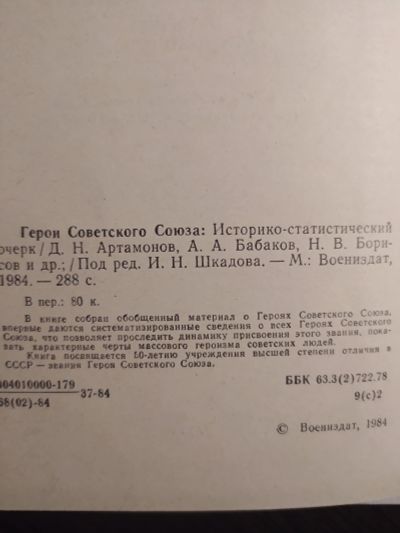 Герои Советского Союза: Историко-статистический
очерк/Д. Н. Артамонов, А. А. Бабаков, Н. В. Бори-
сов и др.;/Под ред. И. Н. Шкадова. — М.: Воениздат,
1984. — 288 с.
В пер.: 80 к.
В книге собран обобщенный материал о Героях Советского Союза,
впервые даются систематизированные сведения о всех Героях Советского
Союза, что позволяет проследить динамику присвоения этого звания, пока-
зать характерные черты массового героизма советских людей.
Книга посвящается 50-летию учреждения высшей степени отличия в
СССР — звания Героя Советского Союза.
04010000-179
68(02)-84
37-84
ББК 63.3(2)722.78
9(с)2
© Воениздат, 1984